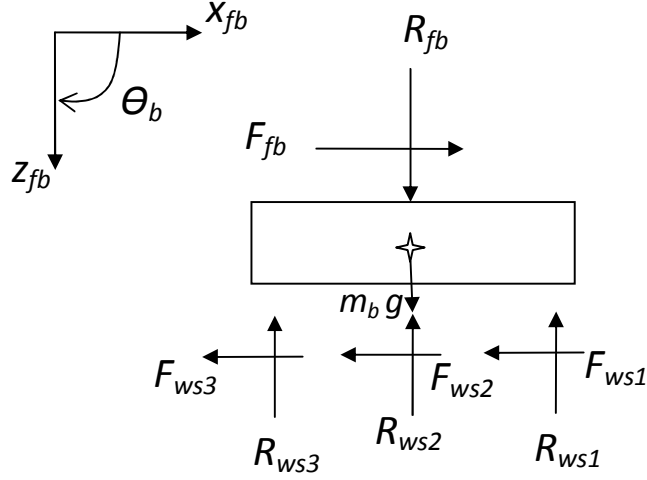 x_fb
R_fb
ϴ_b
F_fb
z_fb
m_b g
F_ws3
F_ws2
F_ws1
R_ws3
R_ws2
R_ws1